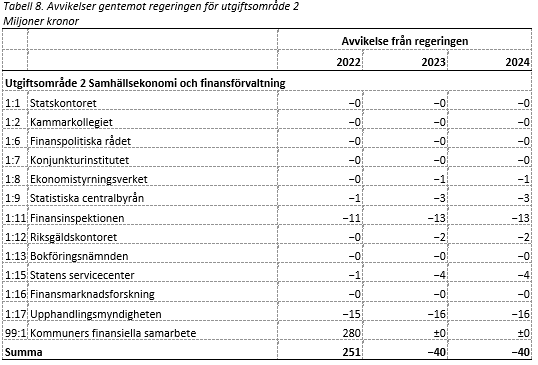 Tabell 8. Avvikelser gentemot regeringen för utgiftsområde 2
Miljoner kronor
Avvikelse från regeringen
2022 2023 2024
Utgiftsområde 2 Samhällsekonomi och finansförvaltning
1:1 Statskontoret −0 −0 −0
1:2 Kammarkollegiet −0 −0 −0
1:6 Finanspolitiska rådet −0 −0 −0
1:7 Konjunkturinstitutet −0 −0 −0
1:8 Ekonomistyrningsverket −0 −1 −1
1:9 Statistiska centralbyrån −1 −3 −3
1:11 Finansinspektionen −11 −13 −13
1:12 Riksgäldskontoret −0 −2 −2
1:13 Bokföringsnämnden −0 −0 −0
1:15 Statens servicecenter −1 −4 −4
1:16 Finansmarknadsforskning −0 −0 −0
1:17 Upphandlingsmyndigheten −15 −16 −16
99:1 Kommuners finansiella samarbete 280 ±0 ±0
Summa 251 −40 −40